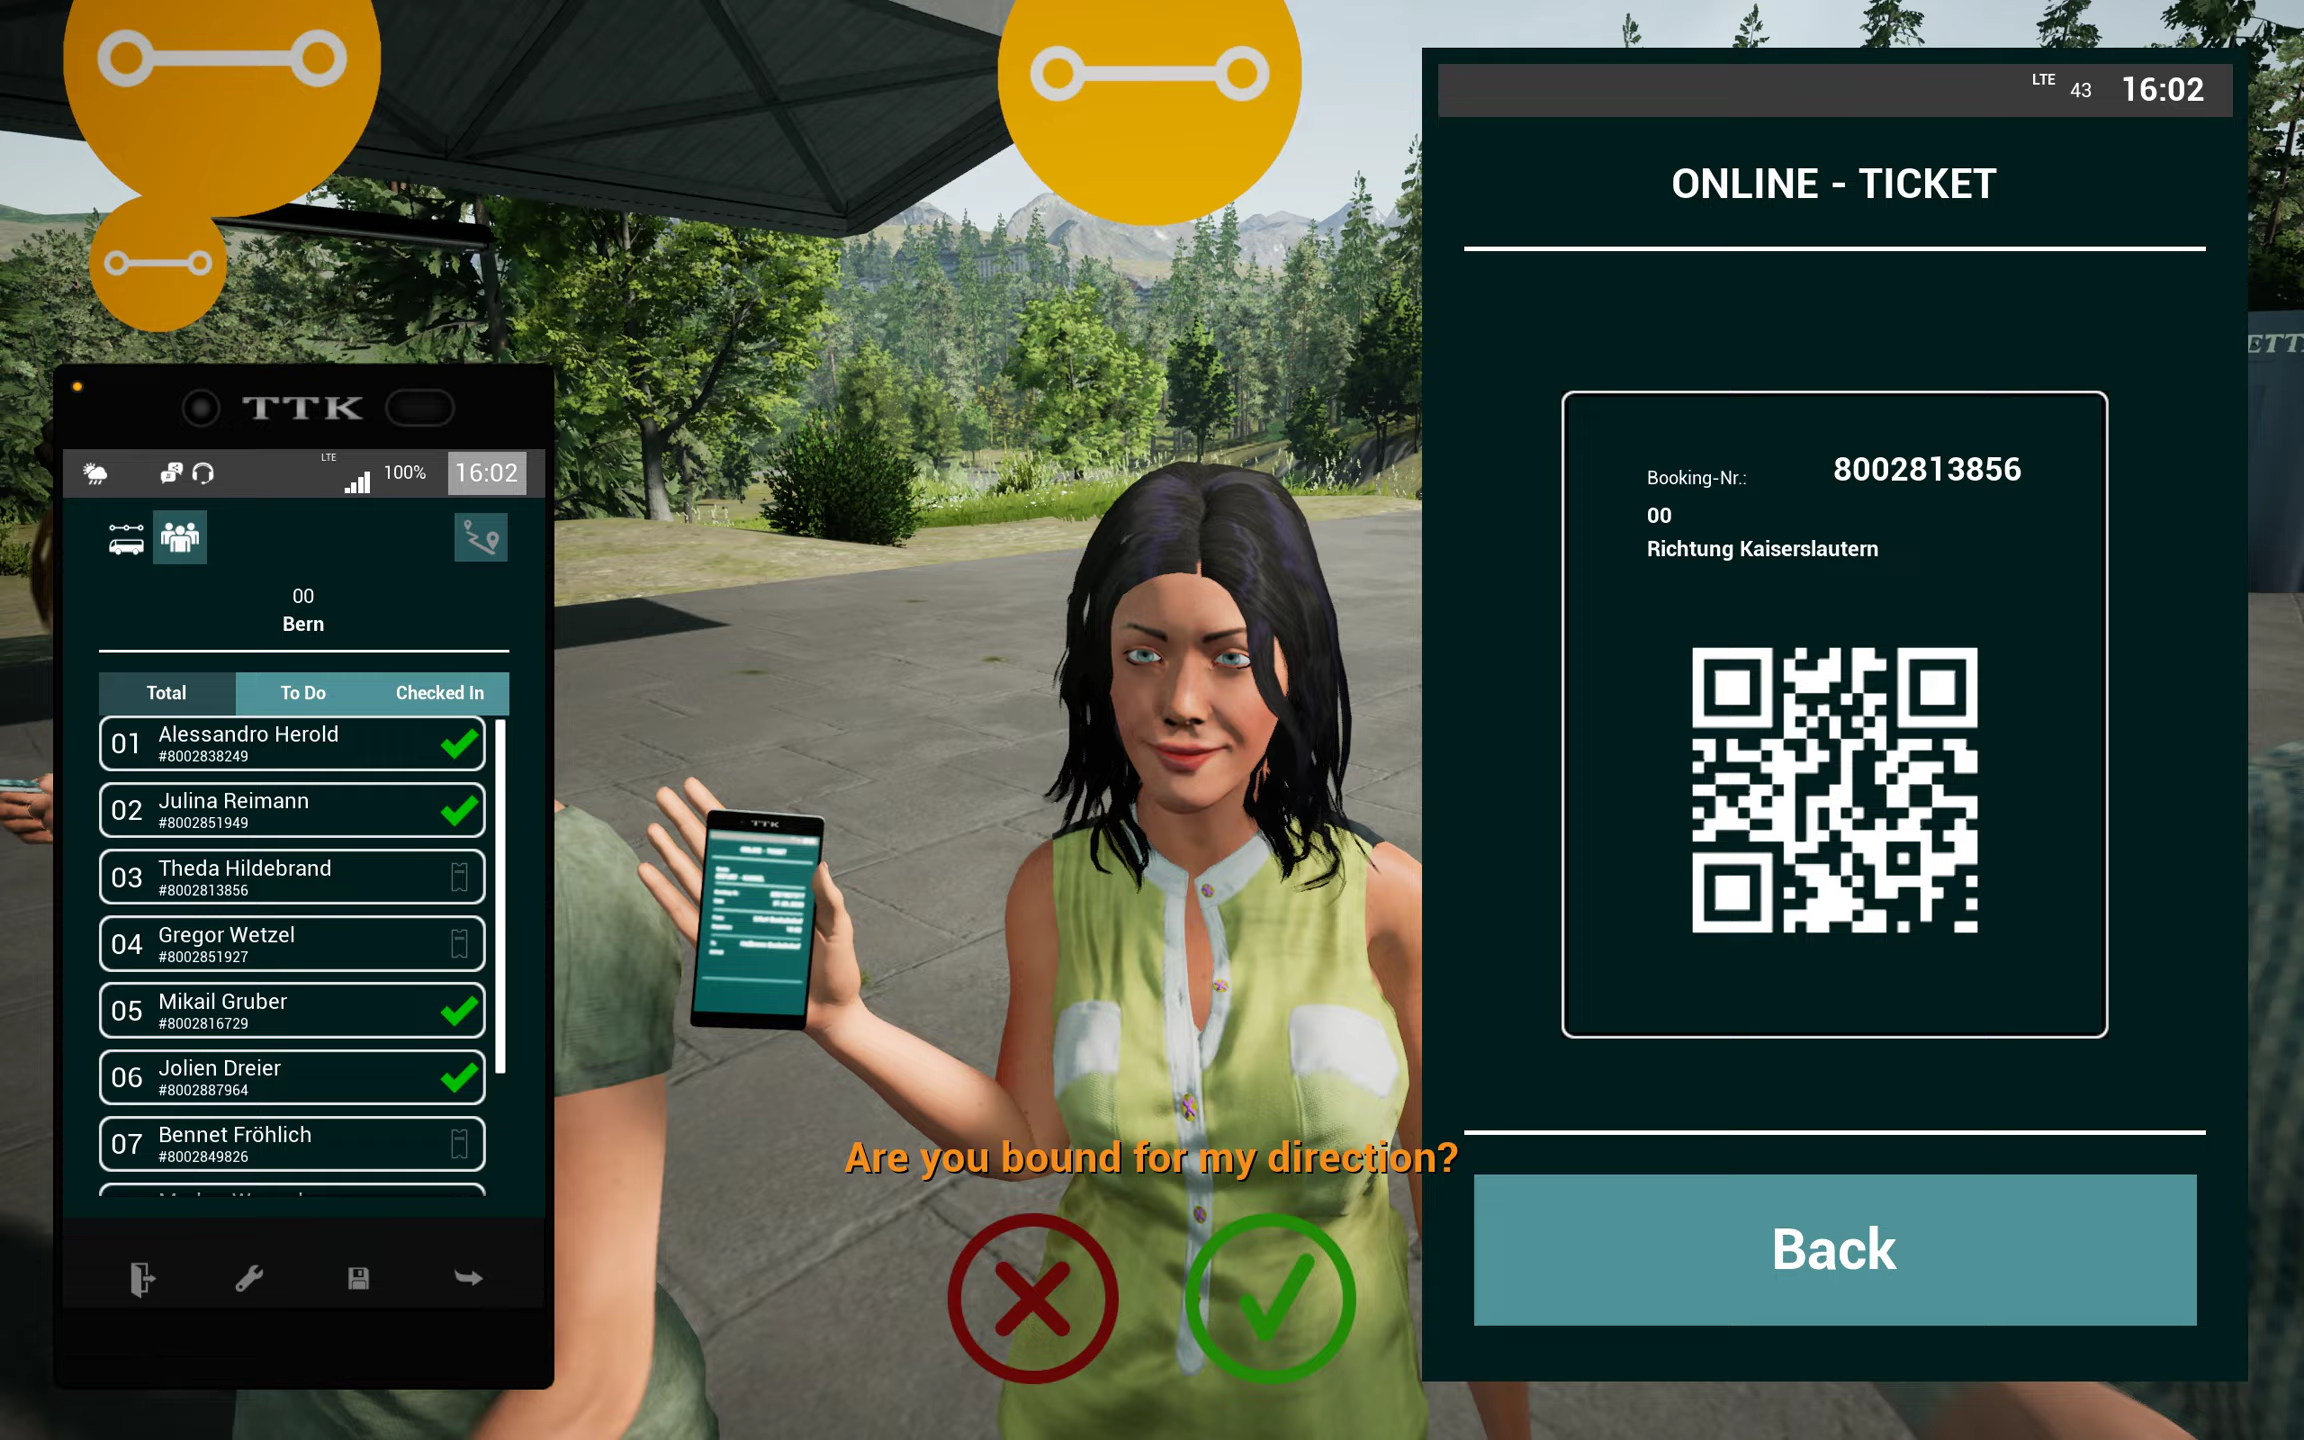 TTK
LTE
100%
16:02
00
Bern
Total
To Do
Checked In
01
Alessandro Herold
#8002838249
02
Julina Reimann
#8002851949
03
Theda Hildebrand
#8002813856
04
Gregor Wetzel
#8002851927
05
Mikail Gruber
#8002816729
06
Jolien Dreier
#8002887964
07
Bennet Fröhlich
#8002849826
TTK
ONLINE - TICKET
Are you bound for my direction?
LTE 43 16:02
ONLINE - TICKET
Booking-Nr.: 8002813856
00
Richtung Kaiserslautern
Back